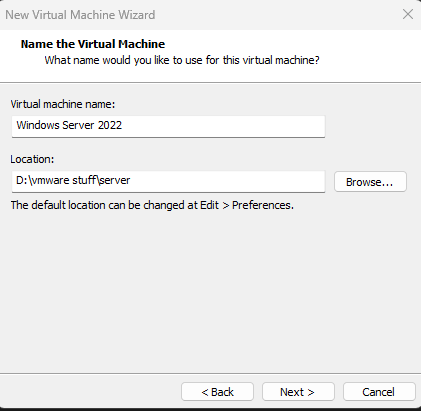 New Virtual Machine Wizard
Name the Virtual Machine
What name would you like to use for this virtual machine?
Virtual machine name:
Windows Server 2022
Location:
D:\vmware stuff\server
Browse...
The default location can be changed at Edit > Preferences.
< Back
Next >
Cancel